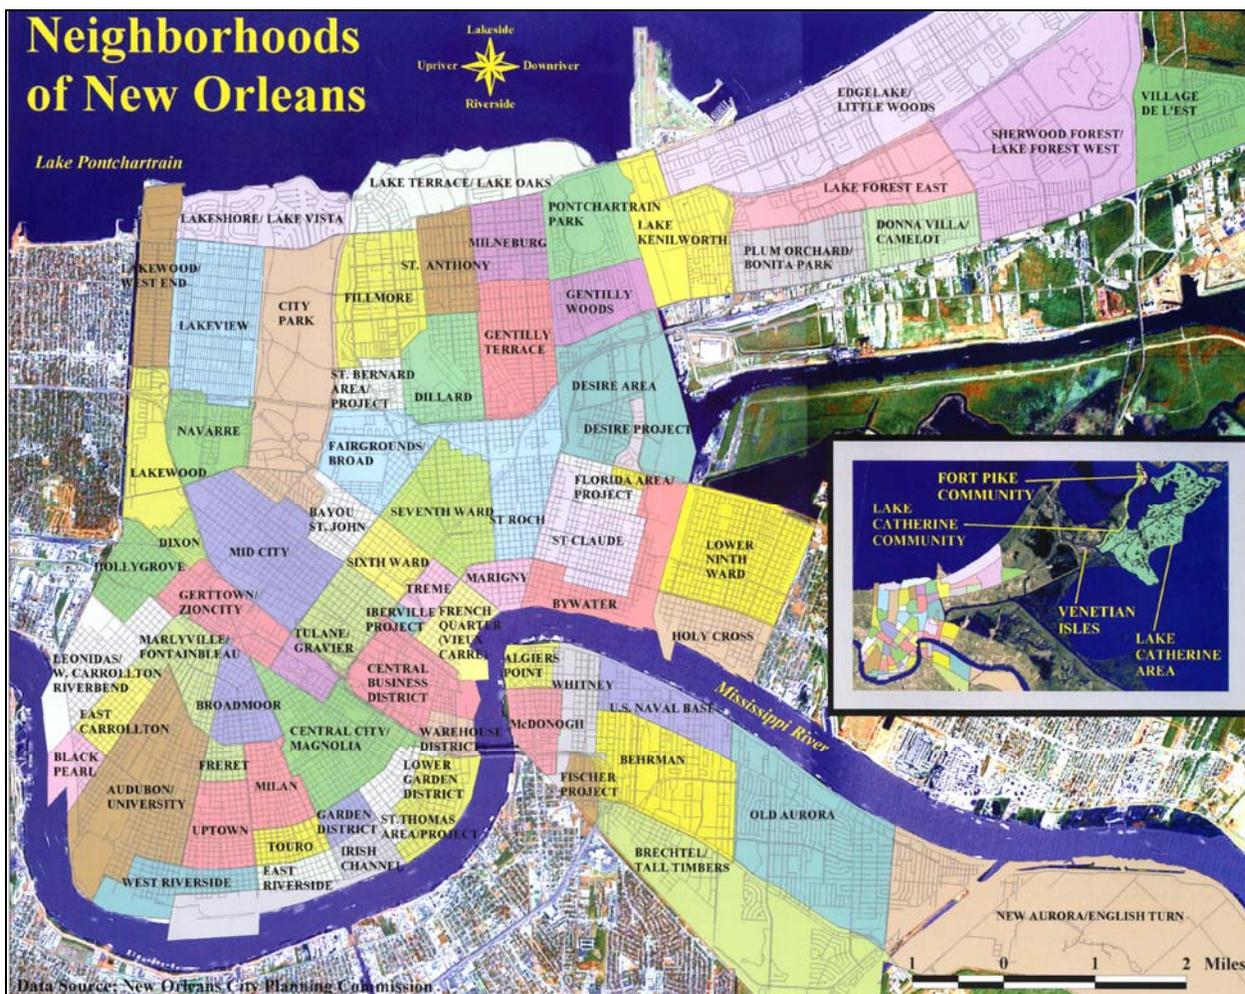 Neighborhoods
of New Orleans
Lakeside
Upriver
Downriver
Riverside
Lake Pontchartrain
EDGELAKE/
LITTLE WOODS
VILLAGE
DE L'EST
SHERWOOD FOREST/
LAKE FOREST WEST
LAKE TERRACE/ LAKE OAKS
LAKE FOREST EAST
LAKESHORE/ LAKE VISTA
PONTCHARTRAIN
PARK
LAKE
KENILWORTH
DONNA VILLA/
CAMELOT
MILNEBURG
PLUM ORCHARD/
BONITA PARK
LAKEWOOD/
WEST END
ST. ANTHONY
FILLMORE
GENTILLY
WOODS
CITY
PARK
LAKEVIEW
GENTILLY
TERRACE
ST. BERNARD
AREA/
PROJECT
DILLARD
DESIRE AREA
DESIRE PROJECT
NAVARRE
FAIRGROUNDS/
BROAD
LAKEWOOD
FLORIDA AREA/
PROJECT
BAYOU
ST. JOHN
SEVENTH WARD
ST ROCH
ST CLAUDE
LOWER
NINTH
WARD
DIXON
HOLLYGROVE
MID CITY
SIXTH WARD
TREME
MARIGNY
BYWATER
HOLY CROSS
GERTTOWN/
ZIONCITY
IBERVILLE
PROJECT
FRENCH
QUARTER
(VIEUX
CARRE)
TULANE/
GRAVIER
MARLYVILLE/
FONTAINBLEAU
LEONIDAS/
W. CARROLLTON
RIVERBEND
CENTRAL
BUSINESS
DISTRICT
ALGIERS
POINT
WHITNEY
U.S. NAVAL BASE
Mississippi River
BROADMOOR
EAST
CARROLLTON
CENTRAL CITY/
MAGNOLIA
WAREHOUSE
DISTRICT
McDONOGH
BLACK
PEARL
FRERET
LOWER
GARDEN
DISTRICT
BEHRMAN
FISCHER
PROJECT
AUDUBON/
UNIVERSITY
MILAN
GARDEN
DISTRICT
ST.THOMAS
AREA/PROJECT
OLD AURORA
UPTOWN
TOURO
IRISH
CHANNEL
BRECHTEL/
TALL TIMBERS
WEST RIVERSIDE
EAST
RIVERSIDE
NEW AURORA/ENGLISH TURN
FORT PIKE
COMMUNITY
LAKE
CATHERINE
COMMUNITY
VENETIAN
ISLES
LAKE
CATHERINE
AREA
1 0 1 2 Miles
Data Source: New Orleans City Planning Commission